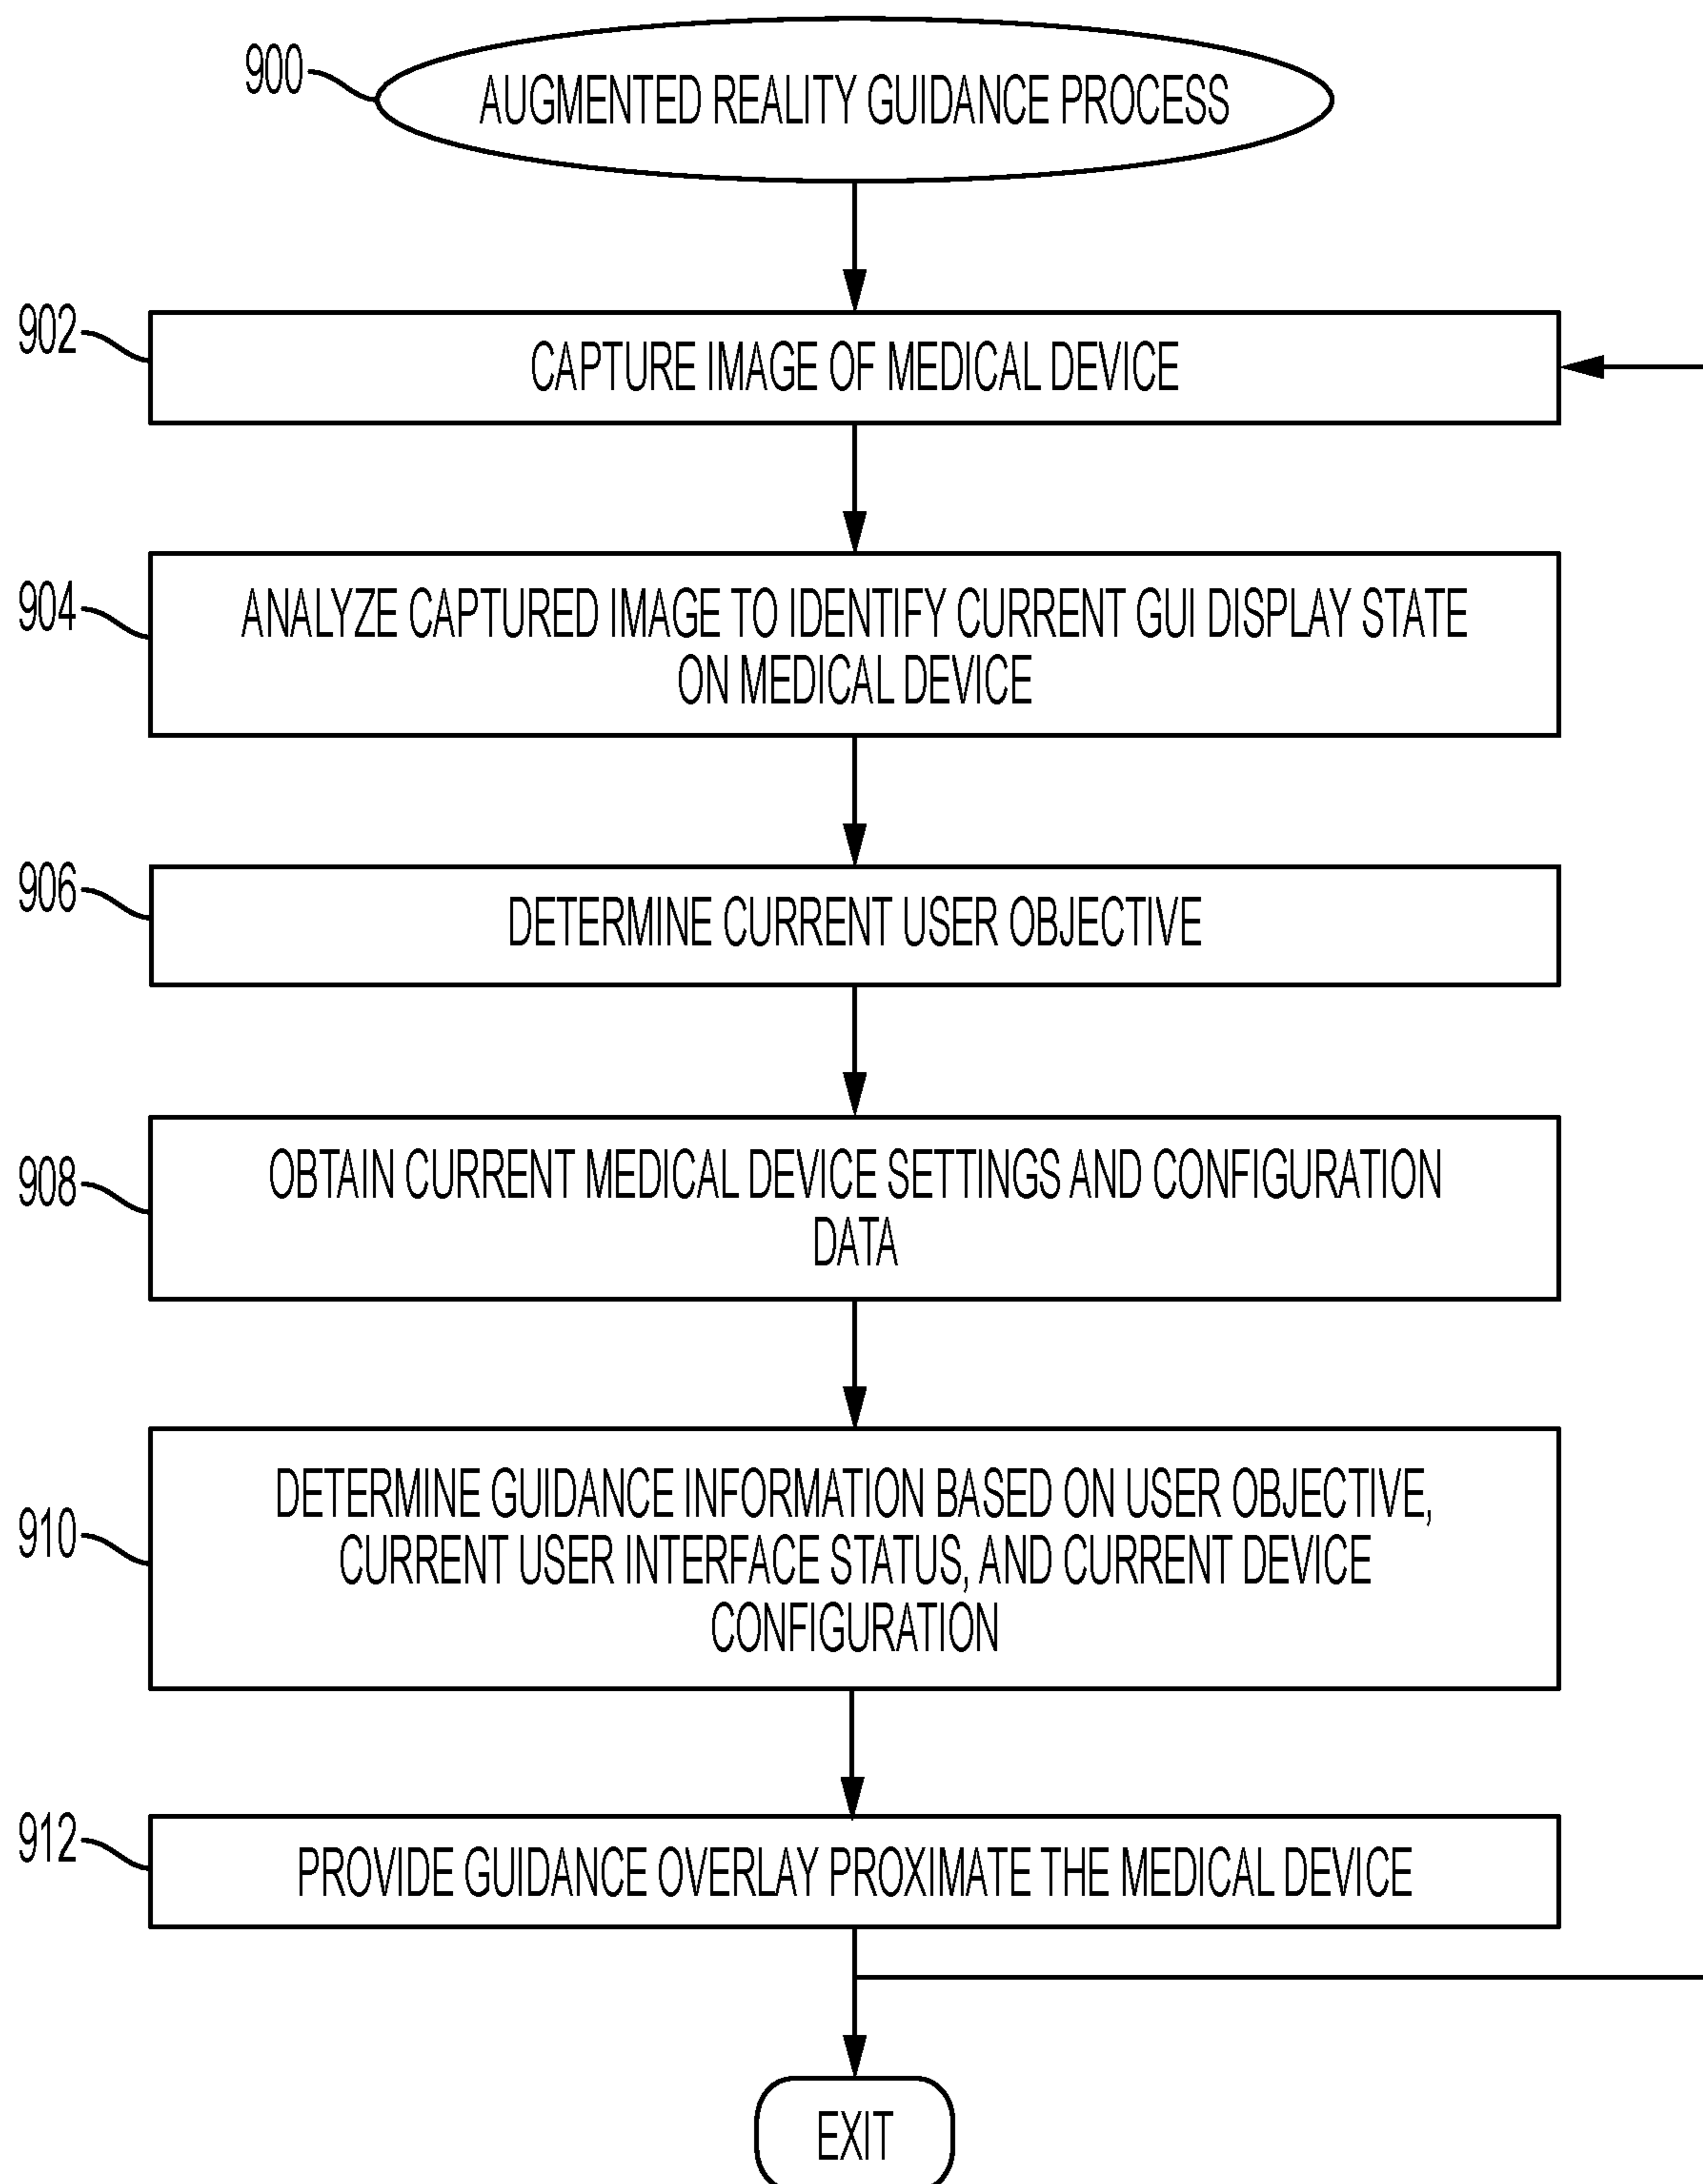 900
AUGMENTED REALITY GUIDANCE PROCESS
902
CAPTURE IMAGE OF MEDICAL DEVICE
904
ANALYZE CAPTURED IMAGE TO IDENTIFY CURRENT GUI DISPLAY STATE
ON MEDICAL DEVICE
906
DETERMINE CURRENT USER OBJECTIVE
908
OBTAIN CURRENT MEDICAL DEVICE SETTINGS AND CONFIGURATION
DATA
910
DETERMINE GUIDANCE INFORMATION BASED ON USER OBJECTIVE,
CURRENT USER INTERFACE STATUS, AND CURRENT DEVICE
CONFIGURATION
912
PROVIDE GUIDANCE OVERLAY PROXIMATE THE MEDICAL DEVICE
EXIT